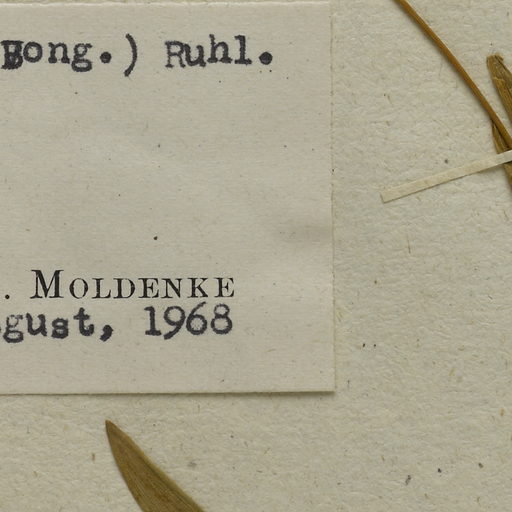 Bong.) Ruhl.
. MOLDENKE
gust, 1968